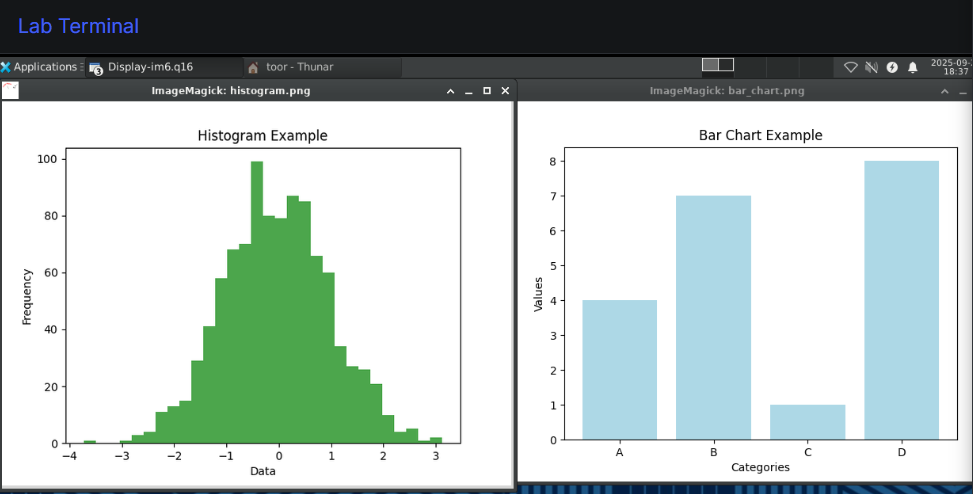 Lab Terminal
Applications
3
Display-im6.q16
toor - Thunar
2025-09-
18:37
ImageMagick: histogram.png
ImageMagick: bar_chart.png
Histogram Example
100
80
60
40
20
0
Frequency
−4 −3 −2 −1 0 1 2 3
Data
Bar Chart Example
8
7
6
5
4
3
2
1
0
Values
A B C D
Categories